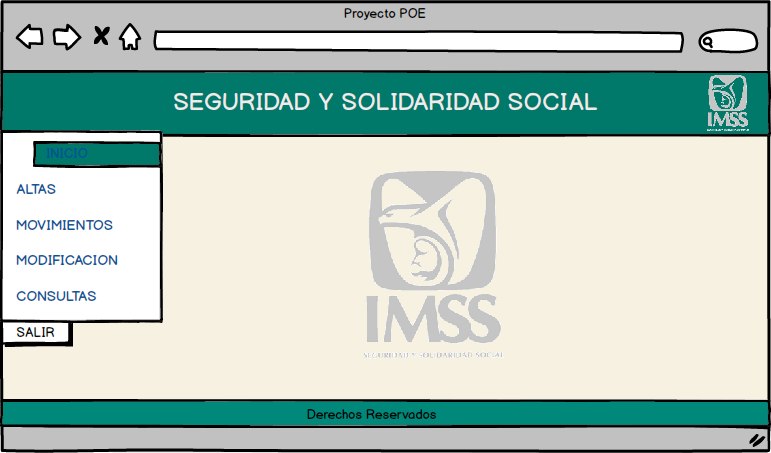 Proyecto POE
SEGURIDAD Y SOLIDARIDAD SOCIAL
IMSS
INICIO
ALTAS
MOVIMIENTOS
MODIFICACION
CONSULTAS
SALIR
IMSS
SEGURIDAD Y SOLIDARIDAD SOCIAL
Derechos Reservados